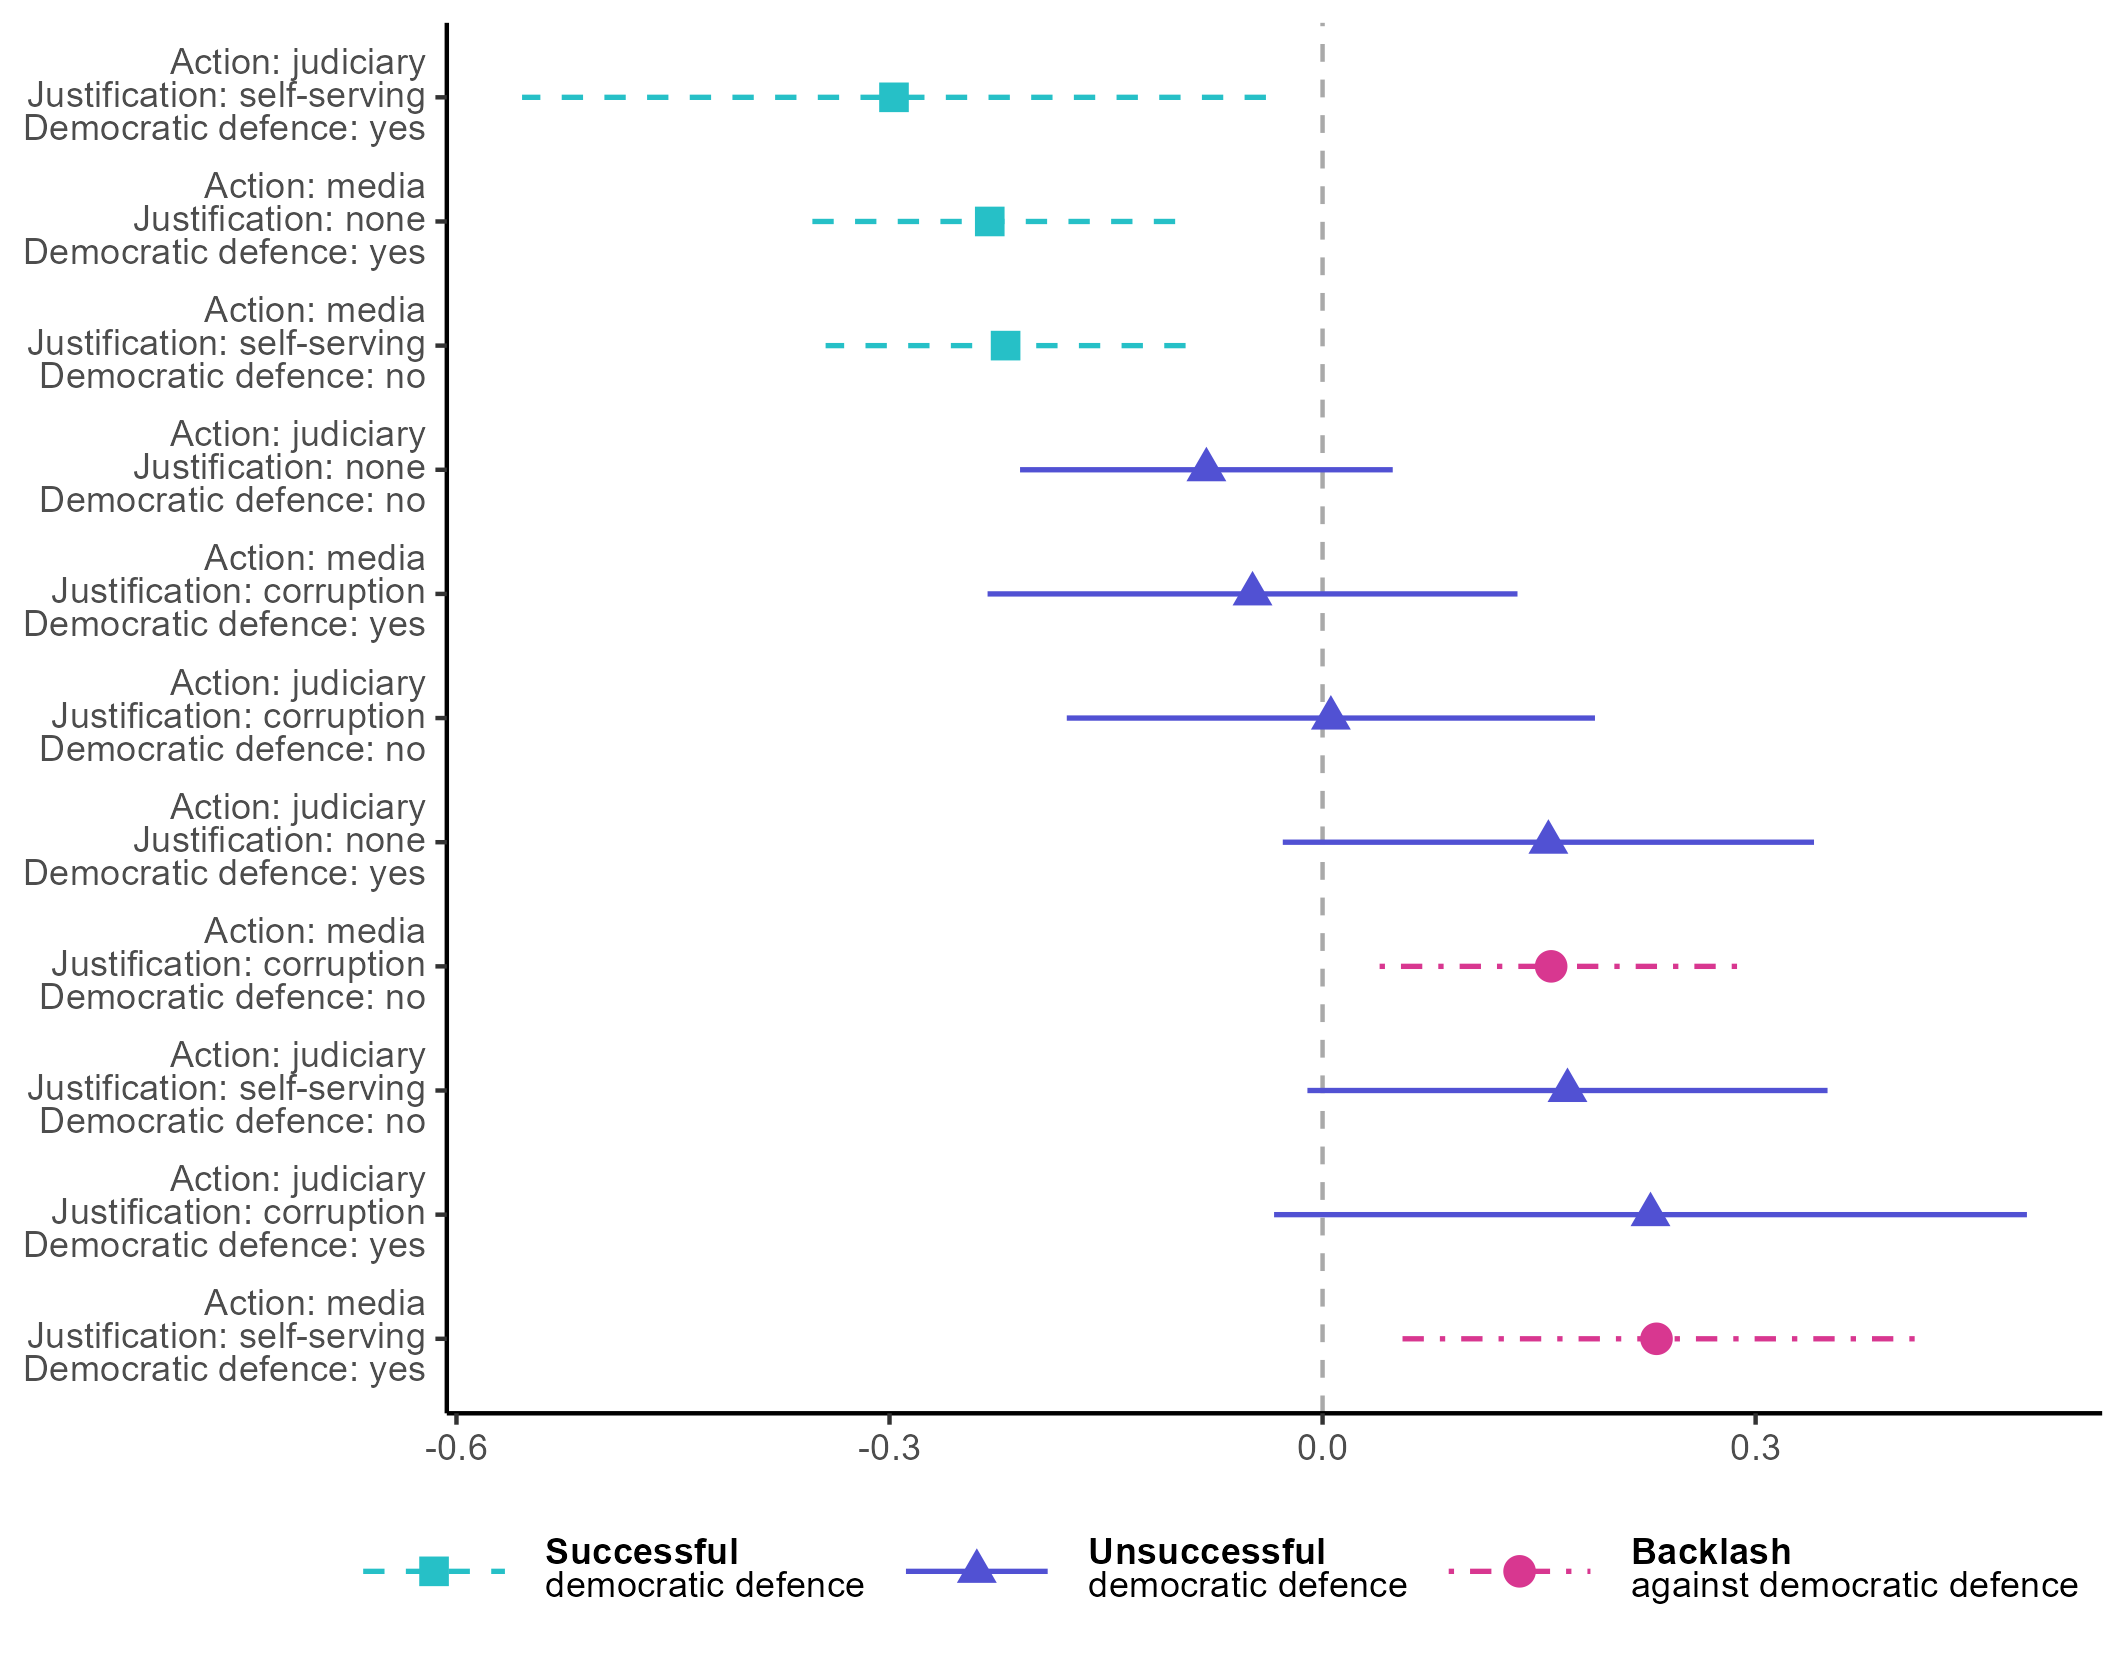 Action: judiciary
Justification: self-serving
Democratic defence: yes
Action: media
Justification: none
Democratic defence: yes
Action: media
Justification: self-serving
Democratic defence: no
Action: judiciary
Justification: none
Democratic defence: no
Action: media
Justification: corruption
Democratic defence: yes
Action: judiciary
Justification: corruption
Democratic defence: no
Action: judiciary
Justification: none
Democratic defence: yes
Action: media
Justification: corruption
Democratic defence: no
Action: judiciary
Justification: self-serving
Democratic defence: no
Action: judiciary
Justification: corruption
Democratic defence: yes
Action: media
Justification: self-serving
Democratic defence: yes
-0.6 -0.3 0.0 0.3
Successful
democratic defence
Unsuccessful
democratic defence
Backlash
against democratic defence